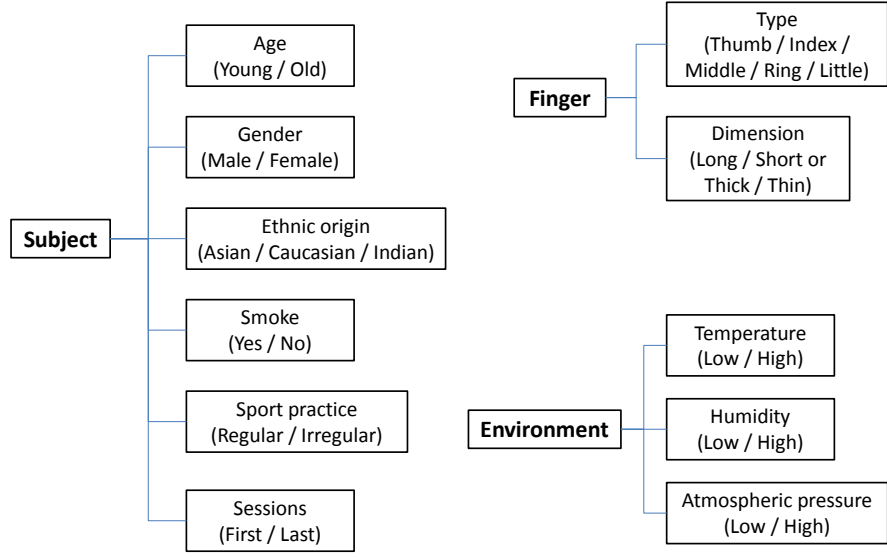 Subject
Age
(Young / Old)
Gender
(Male / Female)
Ethnic origin
(Asian / Caucasian / Indian)
Smoke
(Yes / No)
Sport practice
(Regular / Irregular)
Sessions
(First / Last)
Finger
Type
(Thumb / Index /
Middle / Ring / Little)
Dimension
(Long / Short or
Thick / Thin)
Environment
Temperature
(Low / High)
Humidity
(Low / High)
Atmospheric pressure
(Low / High)